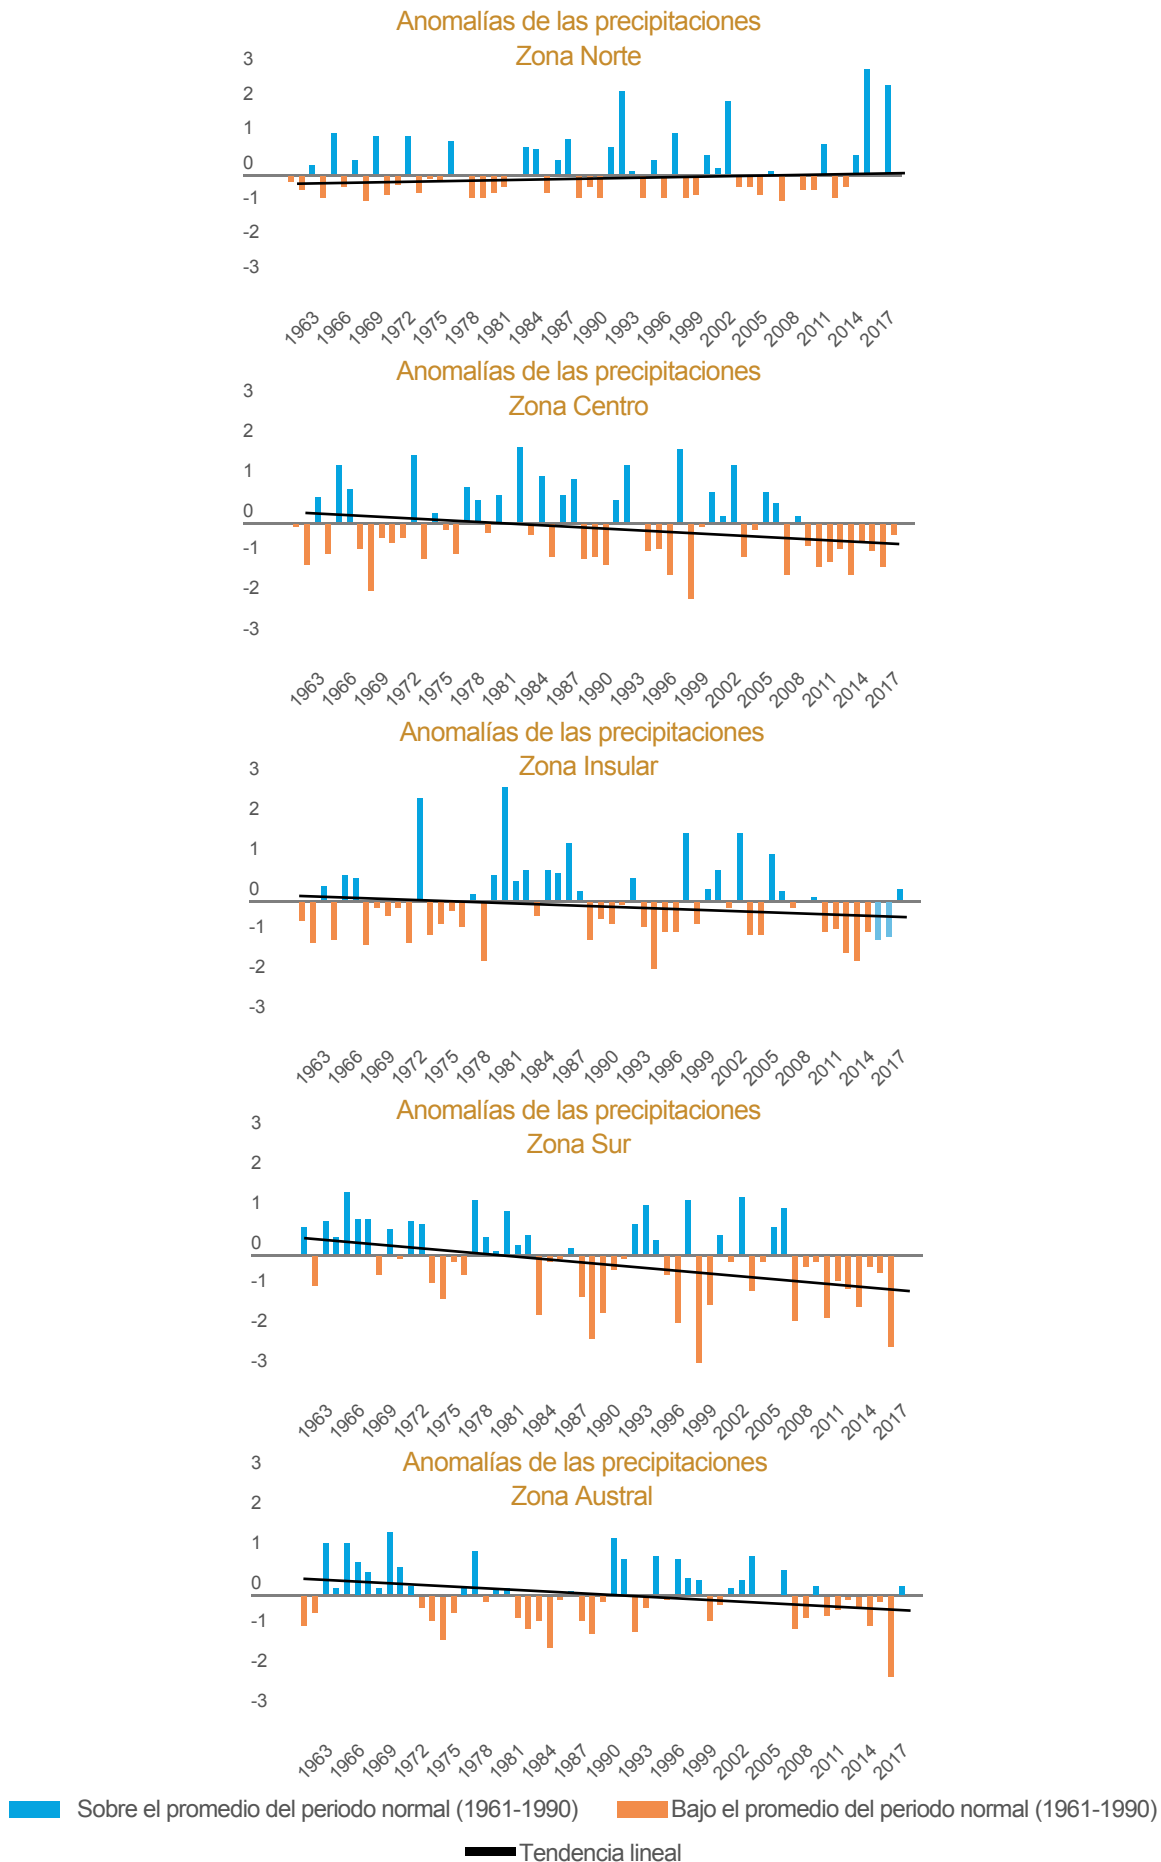 Anomalías de las precipitaciones
Zona Norte
3
2
1
0
-1
-2
-3
1963 1966 1969 1972 1975 1978 1981 1984 1987 1990 1993 1996 1999 2002 2005 2008 2011 2014 2017
Anomalías de las precipitaciones
Zona Centro
3
2
1
0
-1
-2
-3
1963 1966 1969 1972 1975 1978 1981 1984 1987 1990 1993 1996 1999 2002 2005 2008 2011 2014 2017
Anomalías de las precipitaciones
Zona Insular
3
2
1
0
-1
-2
-3
1963 1966 1969 1972 1975 1978 1981 1984 1987 1990 1993 1996 1999 2002 2005 2008 2011 2014 2017
Anomalías de las precipitaciones
Zona Sur
3
2
1
0
-1
-2
-3
1963 1966 1969 1972 1975 1978 1981 1984 1987 1990 1993 1996 1999 2002 2005 2008 2011 2014 2017
Anomalías de las precipitaciones
Zona Austral
3
2
1
0
-1
-2
-3
1963 1966 1969 1972 1975 1978 1981 1984 1987 1990 1993 1996 1999 2002 2005 2008 2011 2014 2017
Sobre el promedio del periodo normal (1961-1990) Bajo el promedio del periodo normal (1961-1990)
Tendencia lineal